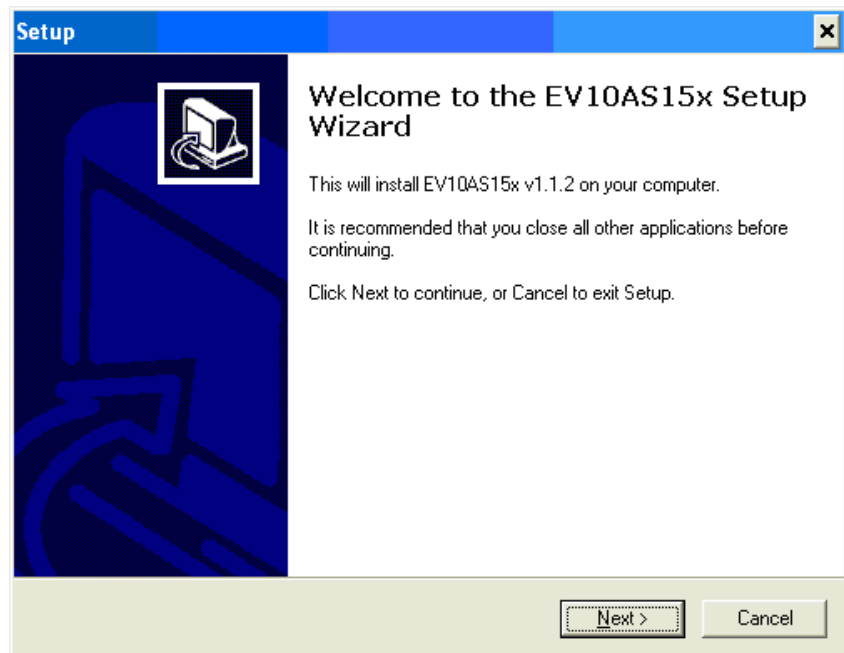 Setup
Welcome to the EV10AS15x Setup
Wizard
This will install EV10AS15x v1.1.2 on your computer.
It is recommended that you close all other applications before
continuing.
Click Next to continue, or Cancel to exit Setup.
Next >
Cancel